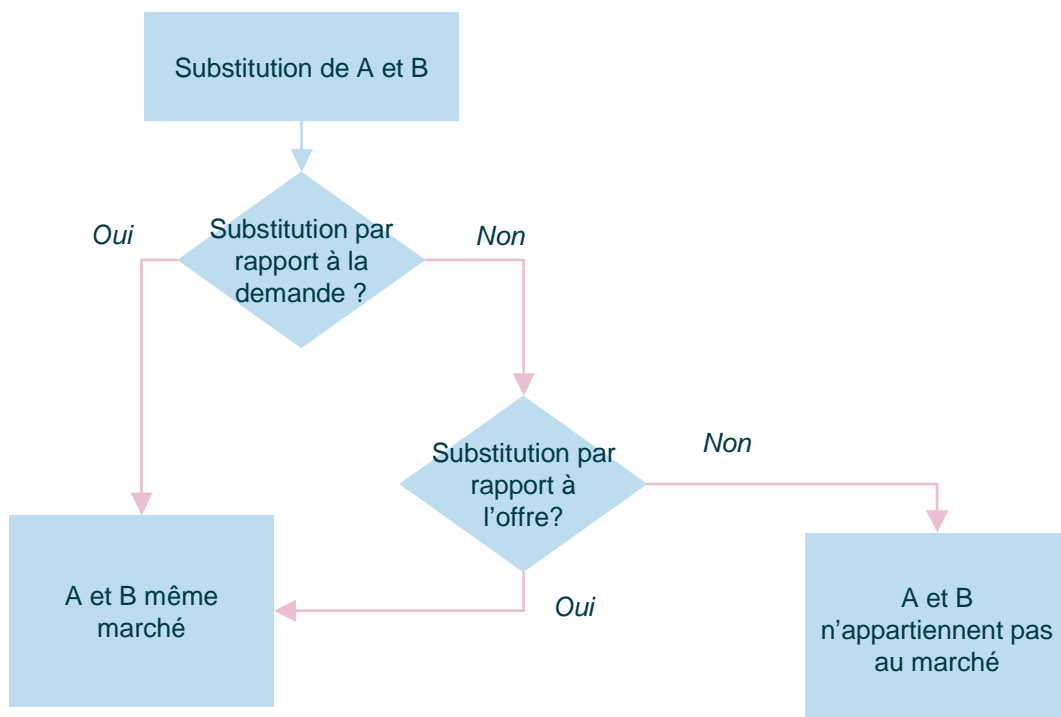 Substitution de A et B
Oui
Substitution par
rapport à la
demande ?
Non
Substitution par
rapport à
l’offre?
Non
A et B même
marché
Oui
A et B
n’appartiennent pas
au marché